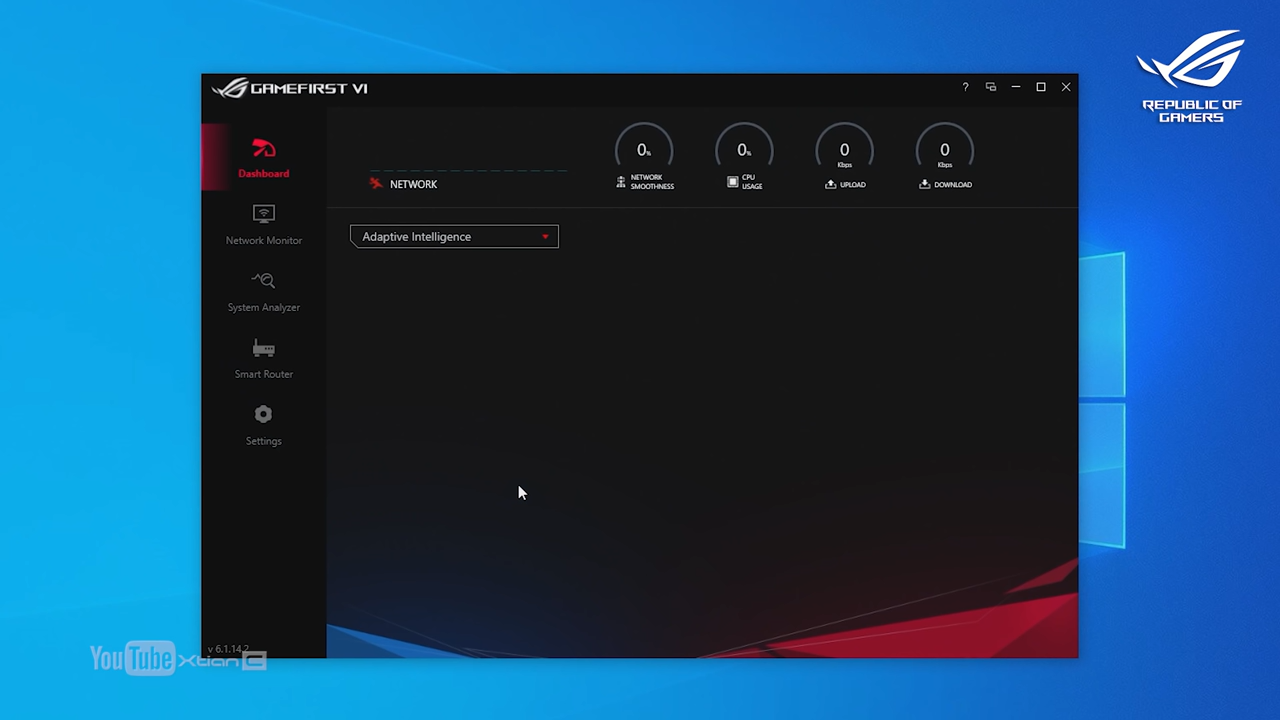 GAMEFIRST VI
?
REPUBLIC OF
GAMERS
Dashboard
Network Monitor
System Analyzer
Smart Router
Settings
v 6.1.14.2
NETWORK
0%
NETWORK
SMOOTHNESS
0%
CPU
USAGE
0
Kbps
UPLOAD
0
Kbps
DOWNLOAD
Adaptive Intelligence
YouTube Xtian C